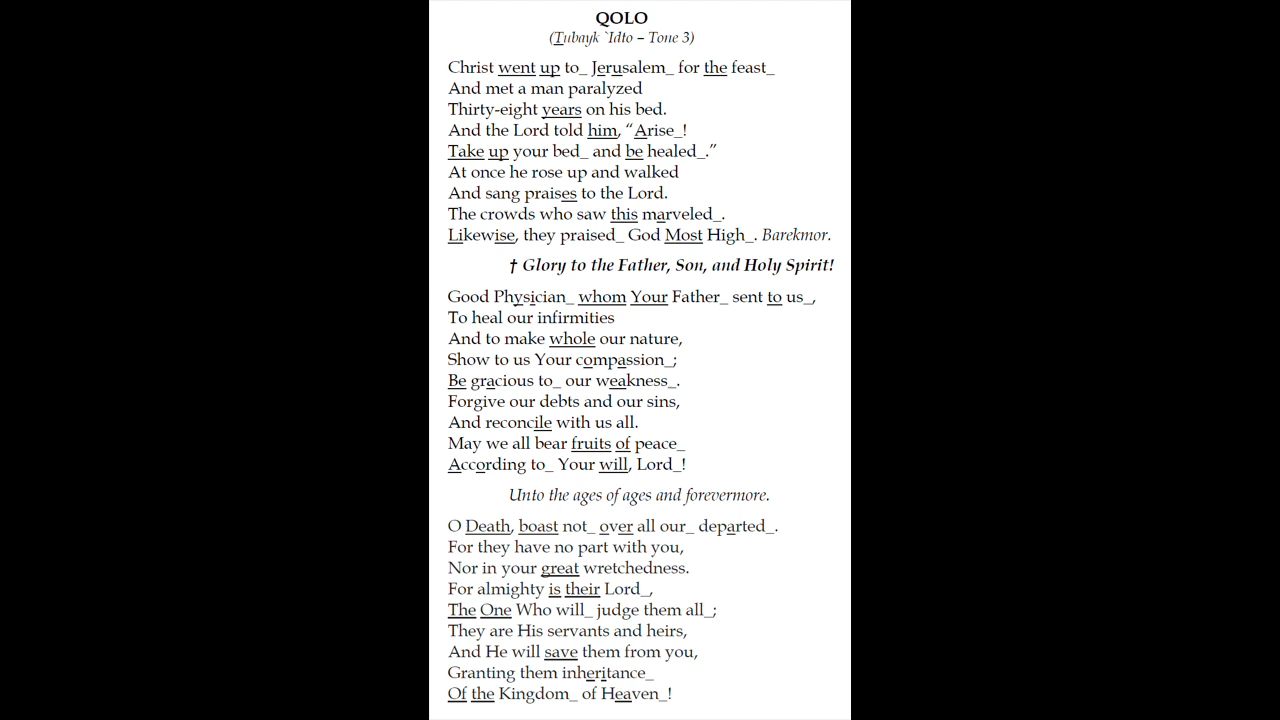 QOLO
(Tubayk `Idto – Tone 3)
Christ went up to_ Jerusalem_ for the feast_
And met a man paralyzed
Thirty-eight years on his bed.
And the Lord told him, “Arise_!
Take up your bed_ and be healed_.”
At once he rose up and walked
And sang praises to the Lord.
The crowds who saw this marveled_.
Likewise, they praised_ God Most High_. Barekmor.
† Glory to the Father, Son, and Holy Spirit!
Good Physician_ whom Your Father_ sent to us_,
To heal our infirmities
And to make whole our nature,
Show to us Your compassion_;
Be gracious to_ our weakness_.
Forgive our debts and our sins,
And reconcile with us all.
May we all bear fruits of peace_
According to_ Your will, Lord_!
Unto the ages of ages and forevermore.
O Death, boast not_ over all our_ departed_.
For they have no part with you,
Nor in your great wretchedness.
For almighty is their Lord_,
The One Who will_ judge them all_;
They are His servants and heirs,
And He will save them from you,
Granting them inheritance_
Of the Kingdom_ of Heaven_!